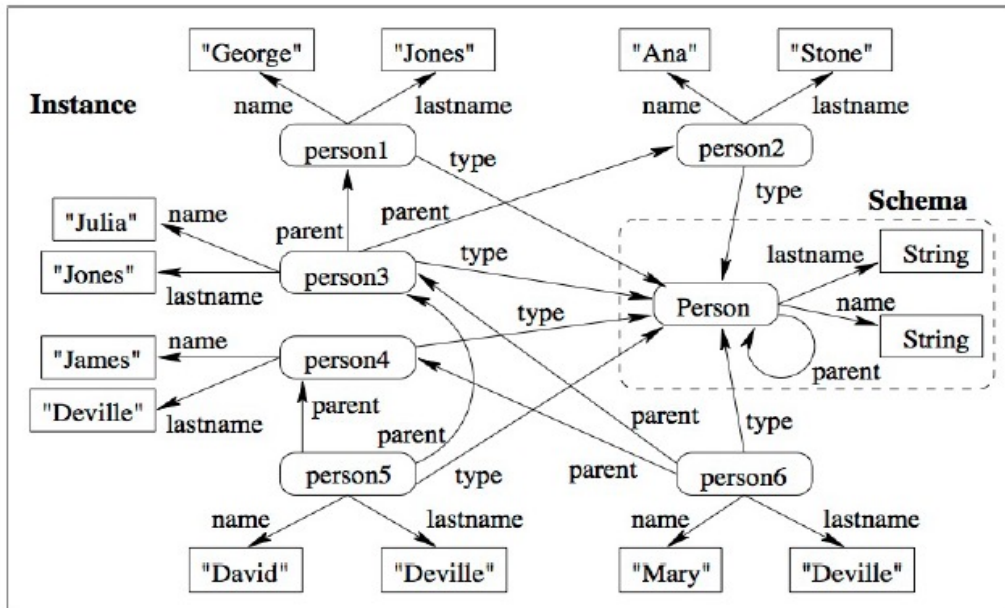 "George" "Jones" "Ana" "Stone"
Instance name lastname name lastname
person1 person2
type type
Schema
"Julia" name parent parent lastname String
"Jones" person3 type Person name String
lastname type parent
"James" name person4
"Deville" parent parent parent type
lastname parent
person5 type person6
name lastname name lastname
"David" "Deville" "Mary" "Deville"